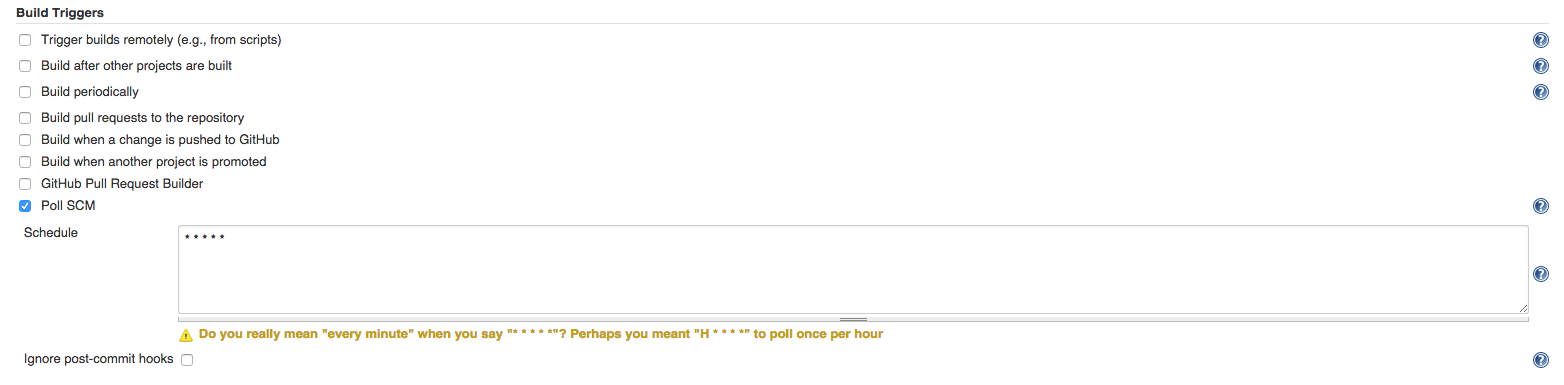 Build Triggers
Trigger builds remotely (e.g., from scripts)
Build after other projects are built
Build periodically
Build pull requests to the repository
Build when a change is pushed to GitHub
Build when another project is promoted
GitHub Pull Request Builder
Poll SCM
Schedule
* * * * *
Do you really mean "every minute" when you say "* * * * *"? Perhaps you meant "H * * * *" to poll once per hour
Ignore post-commit hooks